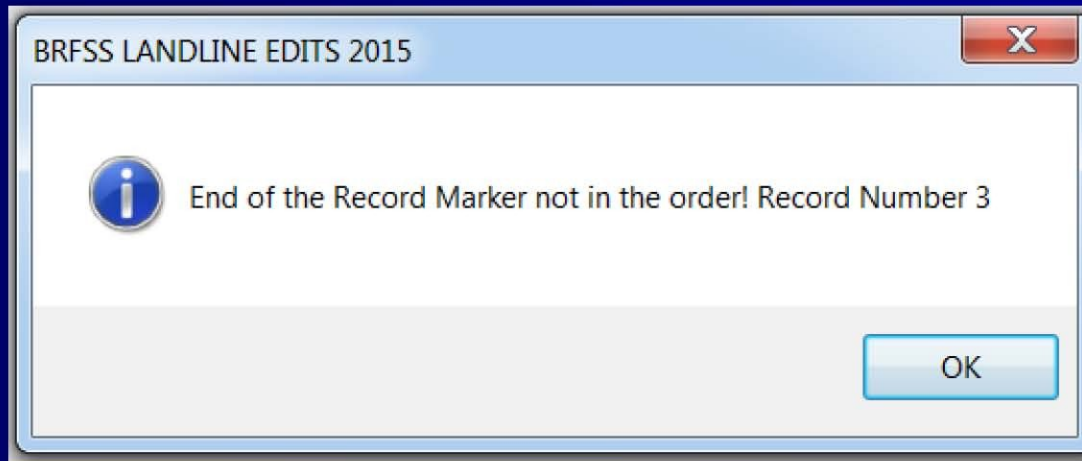 BRFSS LANDLINE EDITS 2015
End of the Record Marker not in the order! Record Number 3
OK